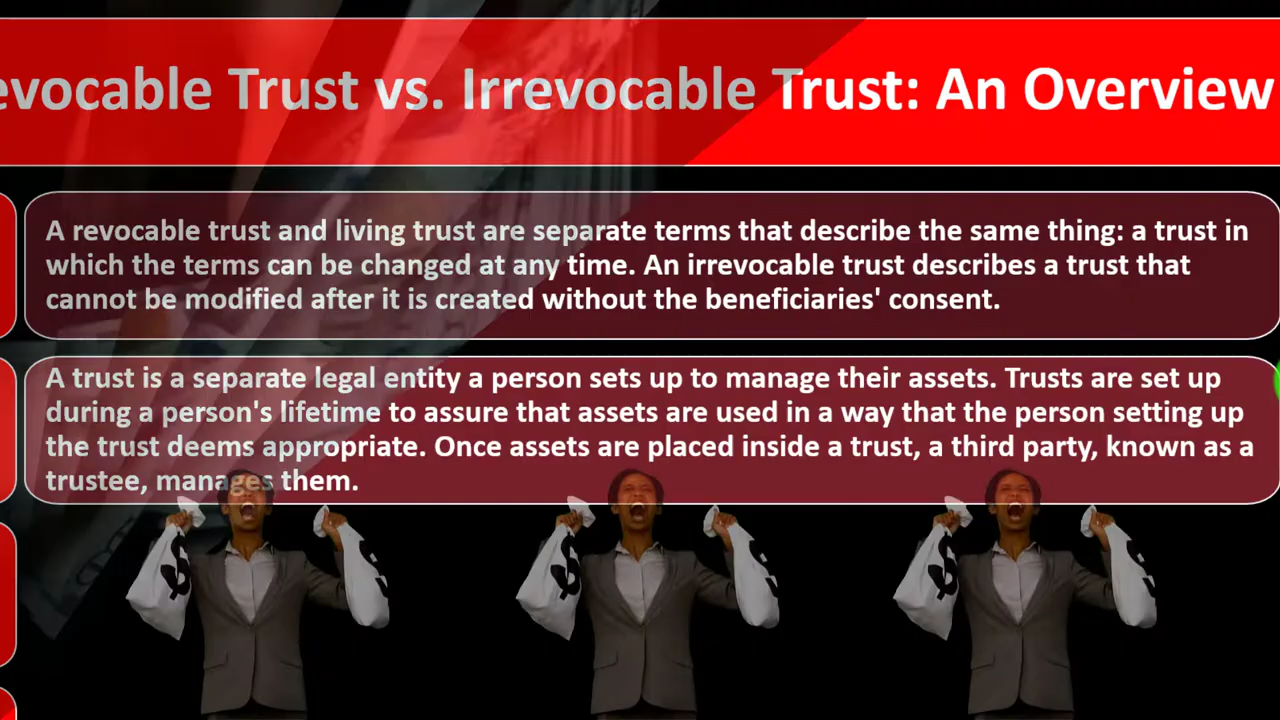 evocable Trust vs. Irrevocable Trust: An Overview
A revocable trust and living trust are separate terms that describe the same thing: a trust in
which the terms can be changed at any time. An irrevocable trust describes a trust that
cannot be modified after it is created without the beneficiaries' consent.
A trust is a separate legal entity a person sets up to manage their assets. Trusts are set up
during a person's lifetime to assure that assets are used in a way that the person setting up
the trust deems appropriate. Once assets are placed inside a trust, a third party, known as a
trustee, manages them.
$ $
$ $
$ $